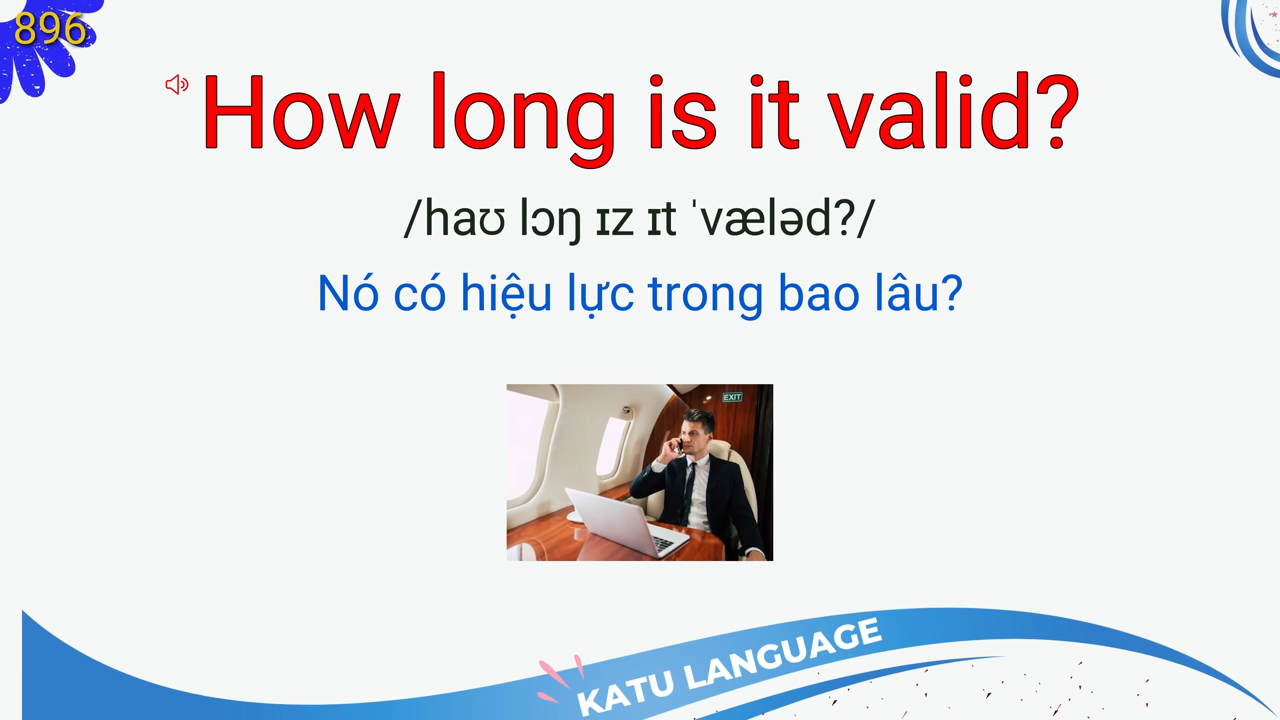 896
How long is it valid?
/haʊ lɔŋ ɪz ɪt ˈvæləd?/
Nó có hiệu lực trong bao lâu?
EXIT
KATU LANGUAGE